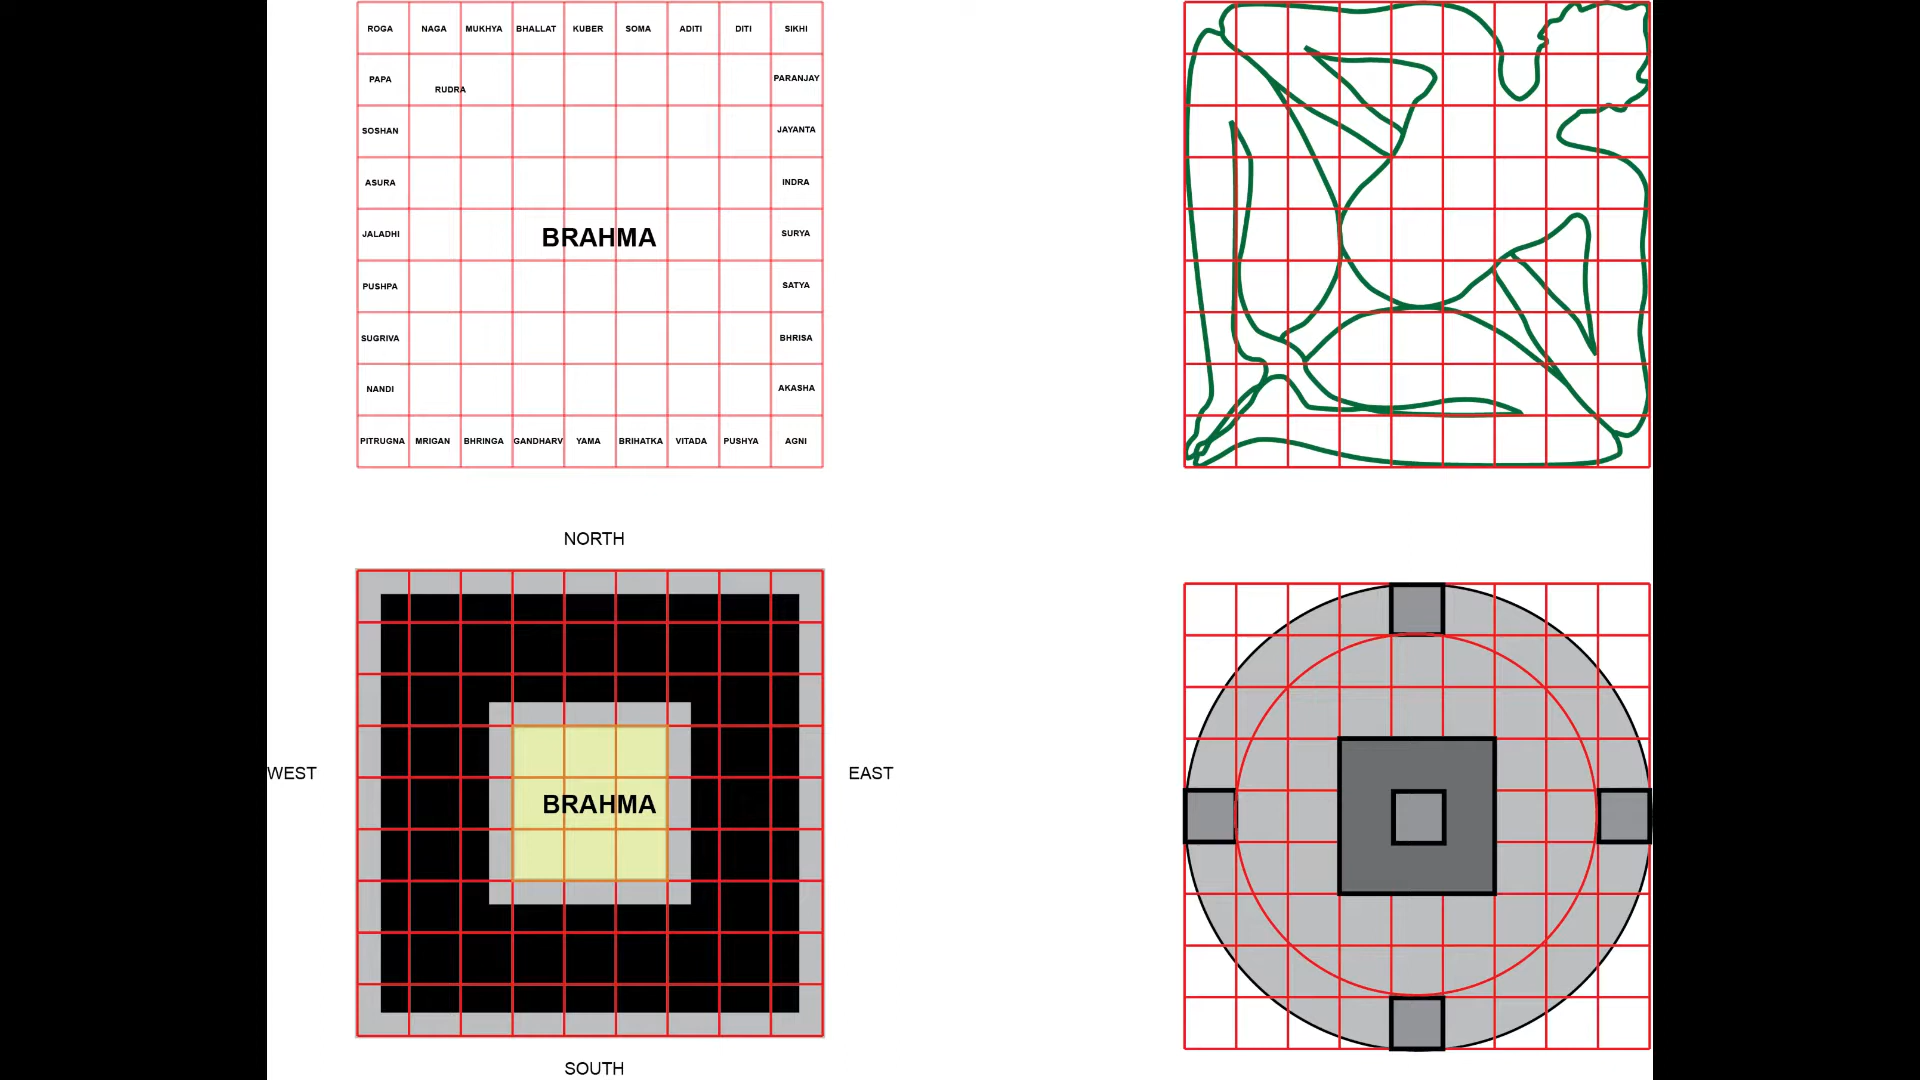 ROGA NAGA MUKHYA BHALLAT KUBER SOMA ADITI DITI SIKHI
PAPA PARANJAY
RUDRA
SOSHAN JAYANTA
ASURA INDRA
JALADHI SURYA
BRAHMA
PUSHPA SATYA
SUGRIVA BHRISA
NANDI AKASHA
PITRUGNA MRIGAN BHRINGA GANDHARV YAMA BRIHATKA VITADA PUSHYA AGNI
NORTH
WEST EAST
BRAHMA
SOUTH